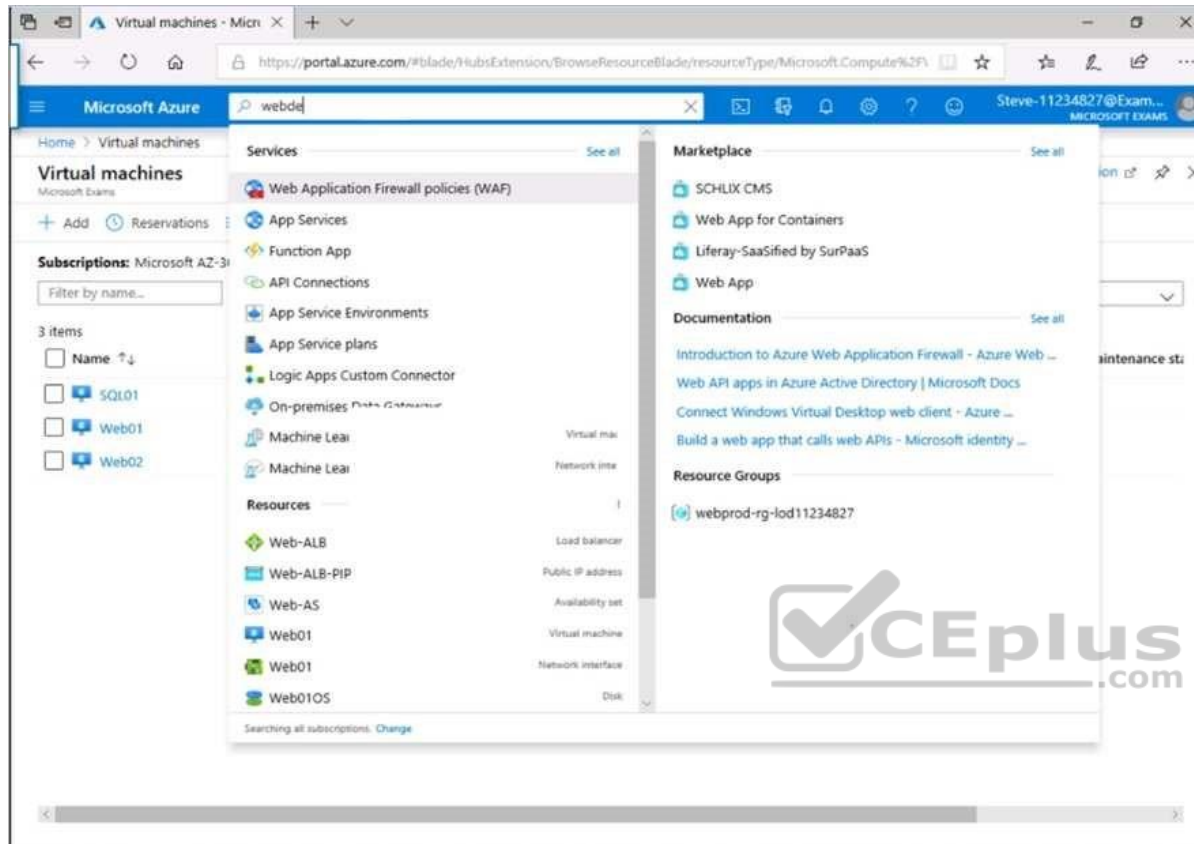 Virtual machines - Micr
https://portal.azure.com/#blade/HubsExtension/BrowseResourceBlade/resourceType/Microsoft.Compute%2FV
Microsoft Azure
webde
Steve-11234827@Exam...
MICROSOFT EXAMS
Home > Virtual machines
Virtual machines
Microsoft Exams
Add
Reservations
Subscriptions: Microsoft AZ-3
Filter by name...
3 items
Name
SQL01
Web01
Web02
Services
See all
Web Application Firewall policies (WAF)
App Services
Function App
API Connections
App Service Environments
App Service plans
Logic Apps Custom Connector
On-premises Data Gateways
Machine Lear
Virtual mac
Machine Lear
Network inte
Resources
Web-ALB
Load balancer
Web-ALB-PIP
Public IP address
Web-AS
Availability set
Web01
Virtual machine
Web01
Network interface
Web01OS
Disk
Searching all subscriptions. Change
Marketplace
See all
SCHLIX CMS
Web App for Containers
Liferay-SaaSified by SurPaaS
Web App
Documentation
See all
Introduction to Azure Web Application Firewall - Azure Web ...
Web API apps in Azure Active Directory | Microsoft Docs
Connect Windows Virtual Desktop web client - Azure ...
Build a web app that calls web APIs - Microsoft identity ...
Resource Groups
webprod-rg-lod11234827
ion
aintenance sta
CEplus
.com